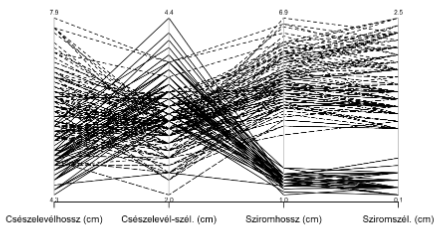 7.9 4.4 6.9 2.5
4.3 2.0 1.0 0.1
Csészelevélhossz (cm) Csészelevél-szél. (cm) Sziromhossz (cm) Sziromszél. (cm)